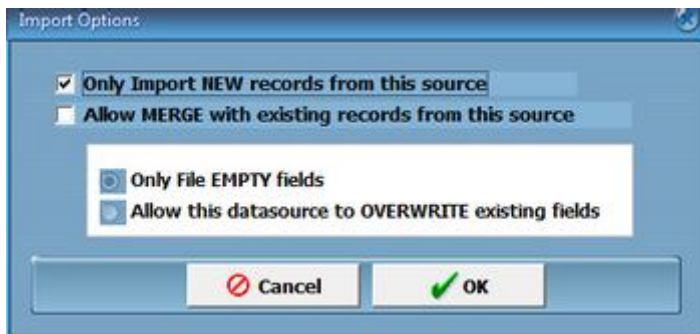 Import Options
Only Import NEW records from this source
Allow MERGE with existing records from this source
Only File EMPTY fields
Allow this datasource to OVERWRITE existing fields
Cancel OK